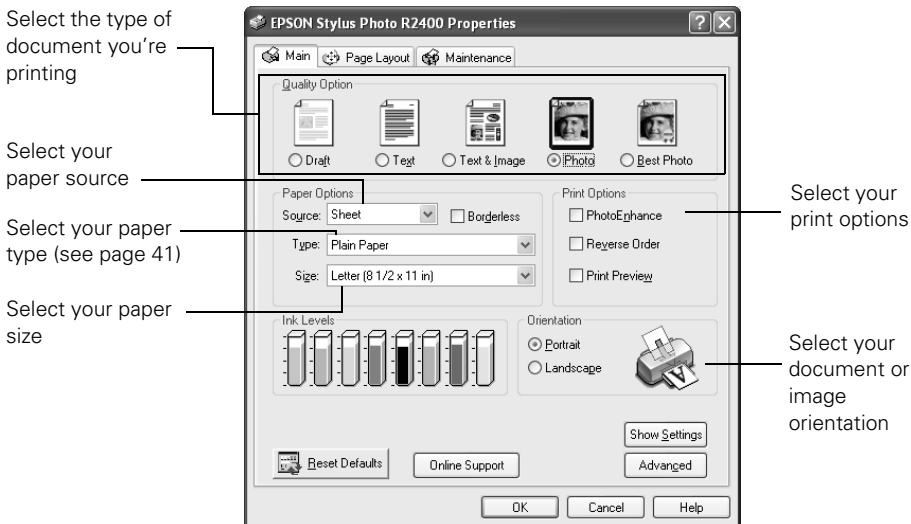 Select the type of
document you're
printing
Select your
paper source
Select your paper
type (see page 41)
Select your paper
size
EPSON Stylus Photo R2400 Properties
Main
Page Layout
Maintenance
Quality Option
Draft
Text
Text & Image
Photo
Best Photo
Paper Options
Source:
Sheet
Borderless
Type:
Plain Paper
Size:
Letter (8 1/2 x 11 in)
Print Options
PhotoEnhance
Reverse Order
Print Preview
Ink Levels
Orientation
Portrait
Landscape
A
Show Settings
Reset Defaults
Online Support
Advanced
OK
Cancel
Help
Select your
print options
Select your
document or
image
orientation